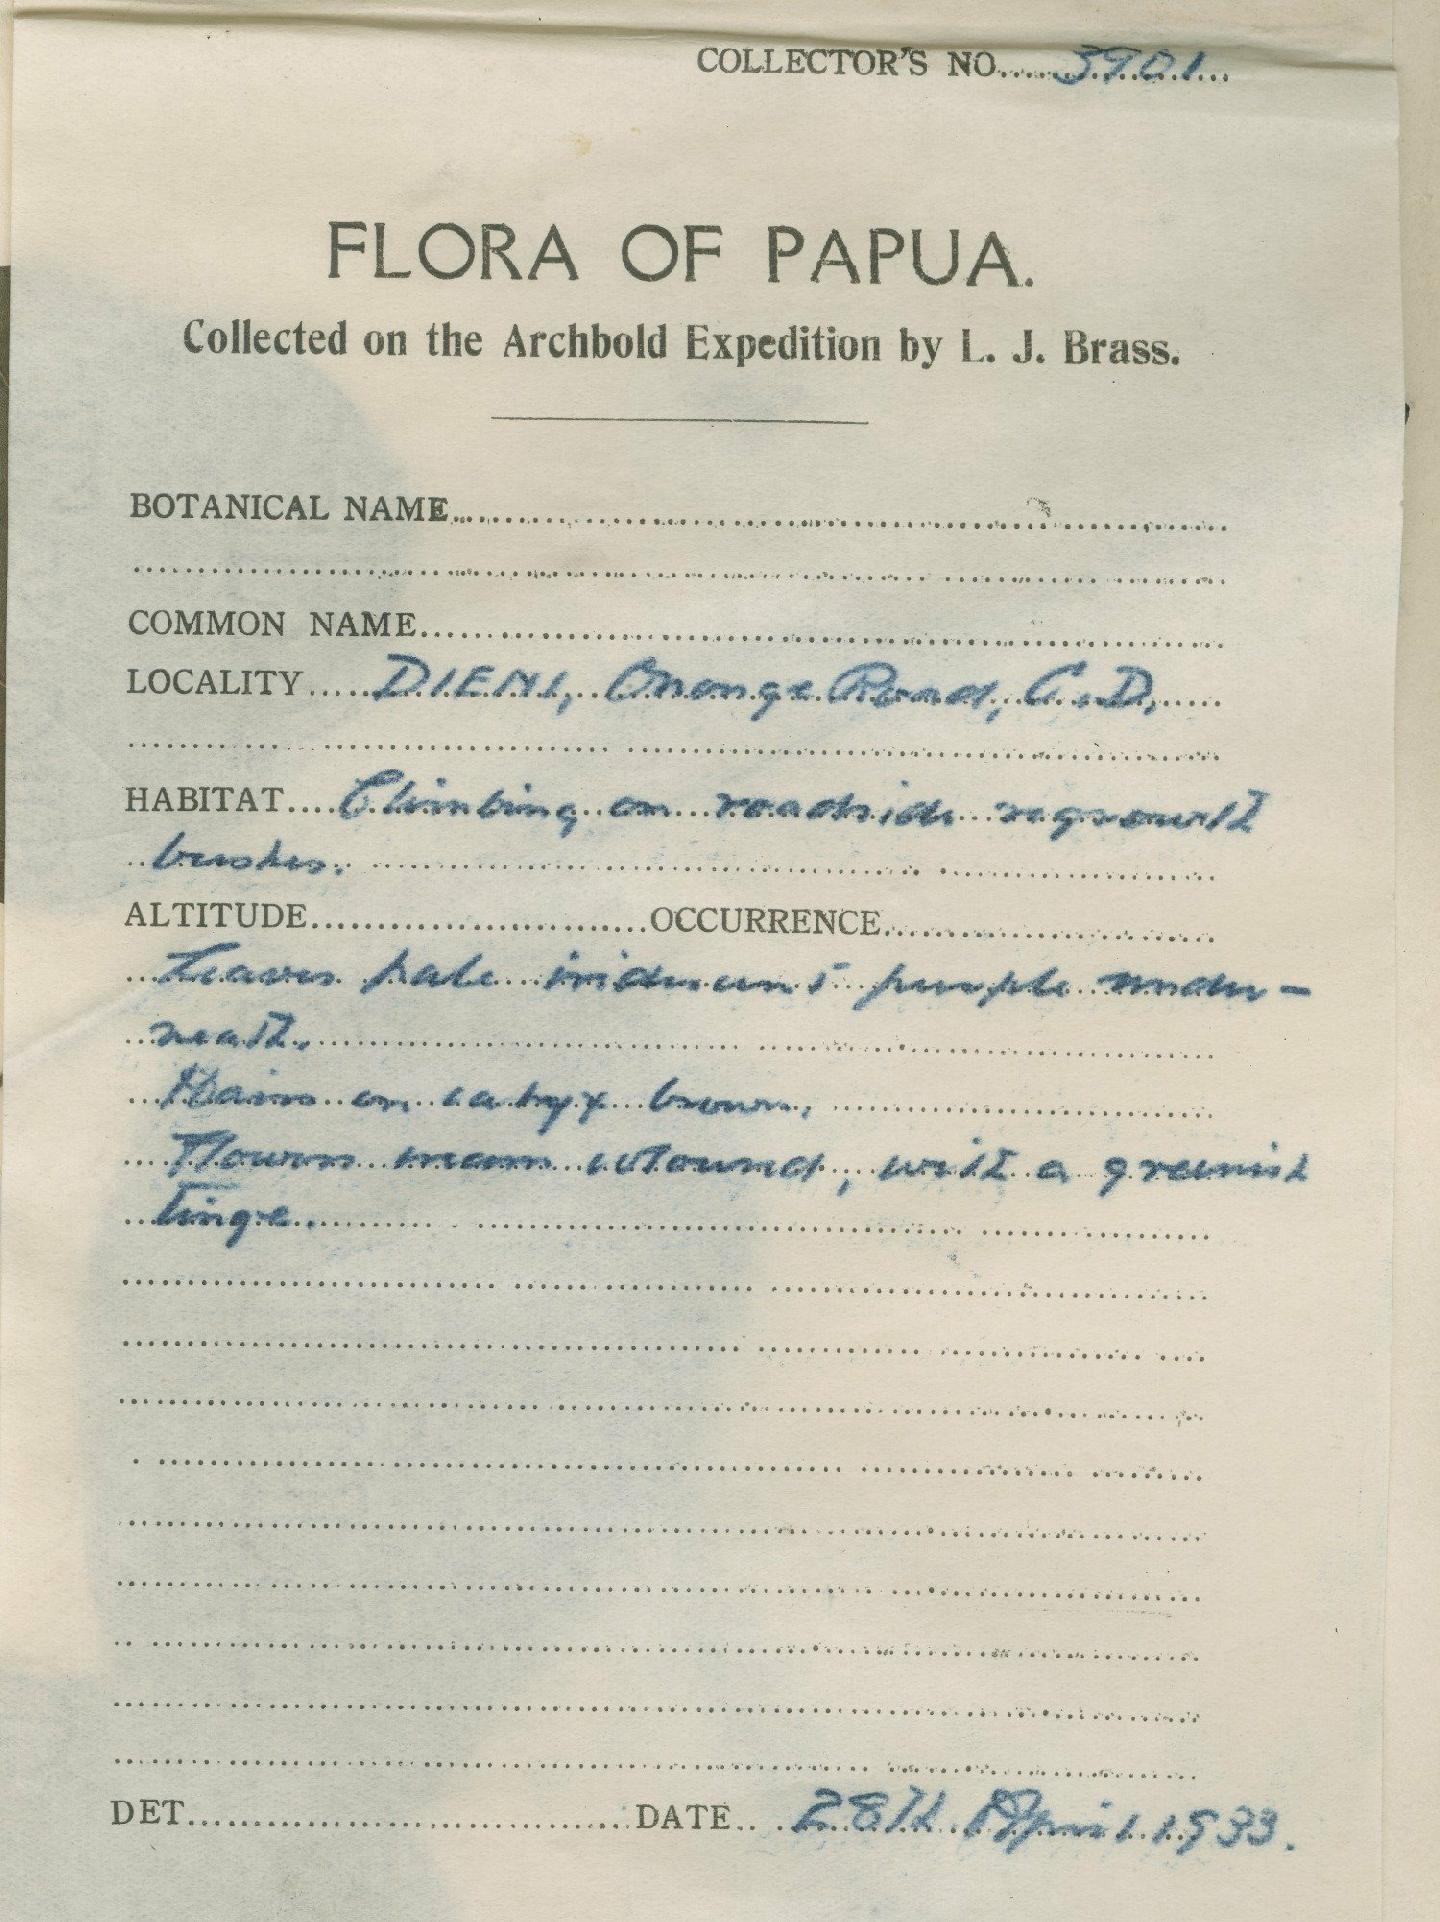 COLLECTOR'S NO. 3901
FLORA OF PAPUA.
Collected on the Archbold Expedition by L. J. Brass.
BOTANICAL NAME
COMMON NAME
LOCALITY DIENI, Ononge Road, C.D,
HABITAT Climbing on roadside regrowth
bushes.
ALTITUDE OCCURRENCE
Leaves pale iridescent purple under-
neath.
Hairs on calyx brown.
Flowers cream coloured, with a greenish
tinge.
DET DATE 28th April 1933.